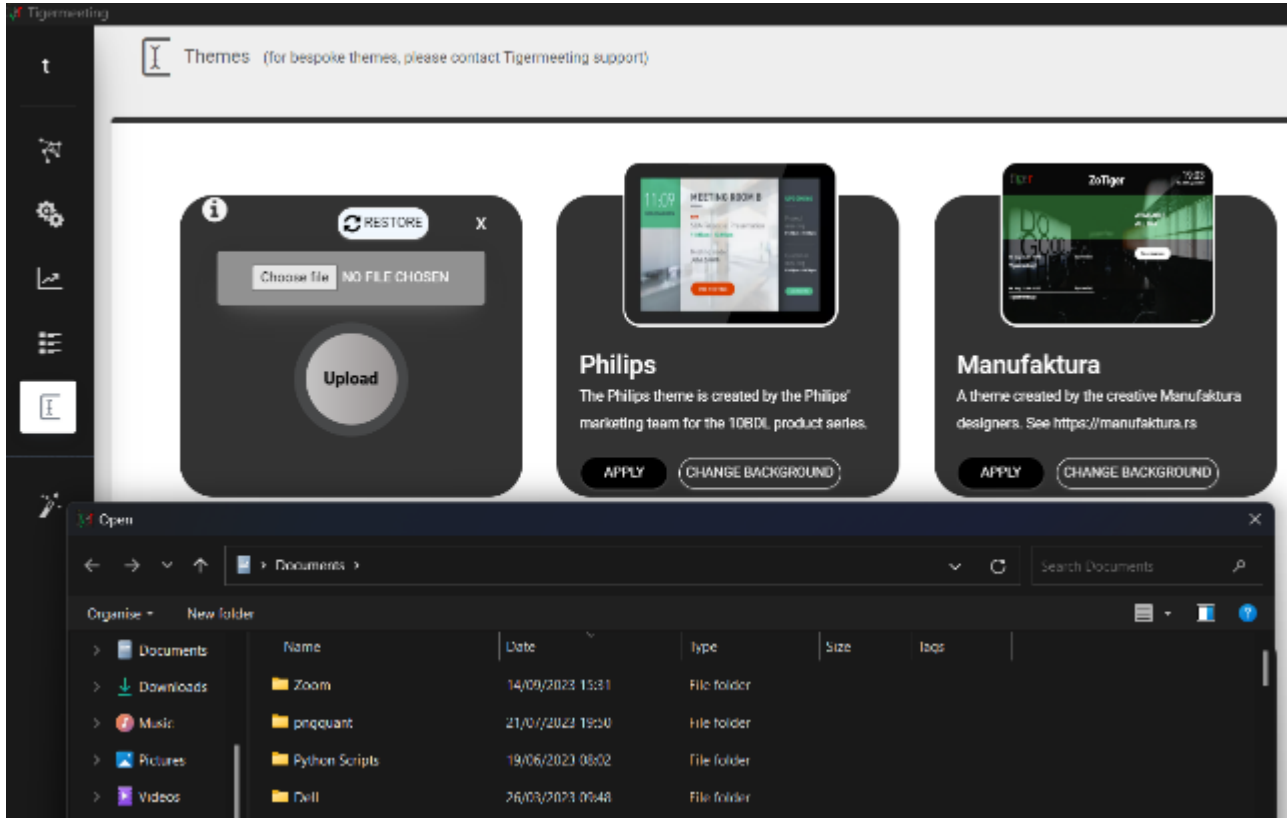 Tigermeeting
t
Themes (for bespoke themes, please contact Tigermeeting support)
RESTORE
X
Choose file NO FILE CHOSEN
Upload
11:09
MEETING ROOM B
Philips
The Philips theme is created by the Philips'
marketing team for the 10BDL product series.
APPLY
CHANGE BACKGROUND
Tiger
ZoTiger
19:23
Manufaktura
A theme created by the creative Manufaktura
designers. See https://manufaktura.rs
APPLY
CHANGE BACKGROUND
Open
Documents
Search Documents
Organise
New folder
Name Date Type Size Tags
Documents
Downloads
Music
Pictures
Videos
Zoom 14/09/2023 15:31 File folder
pngquant 21/07/2023 19:50 File folder
Python Scripts 19/06/2023 08:02 File folder
Dell 26/03/2023 09:48 File folder